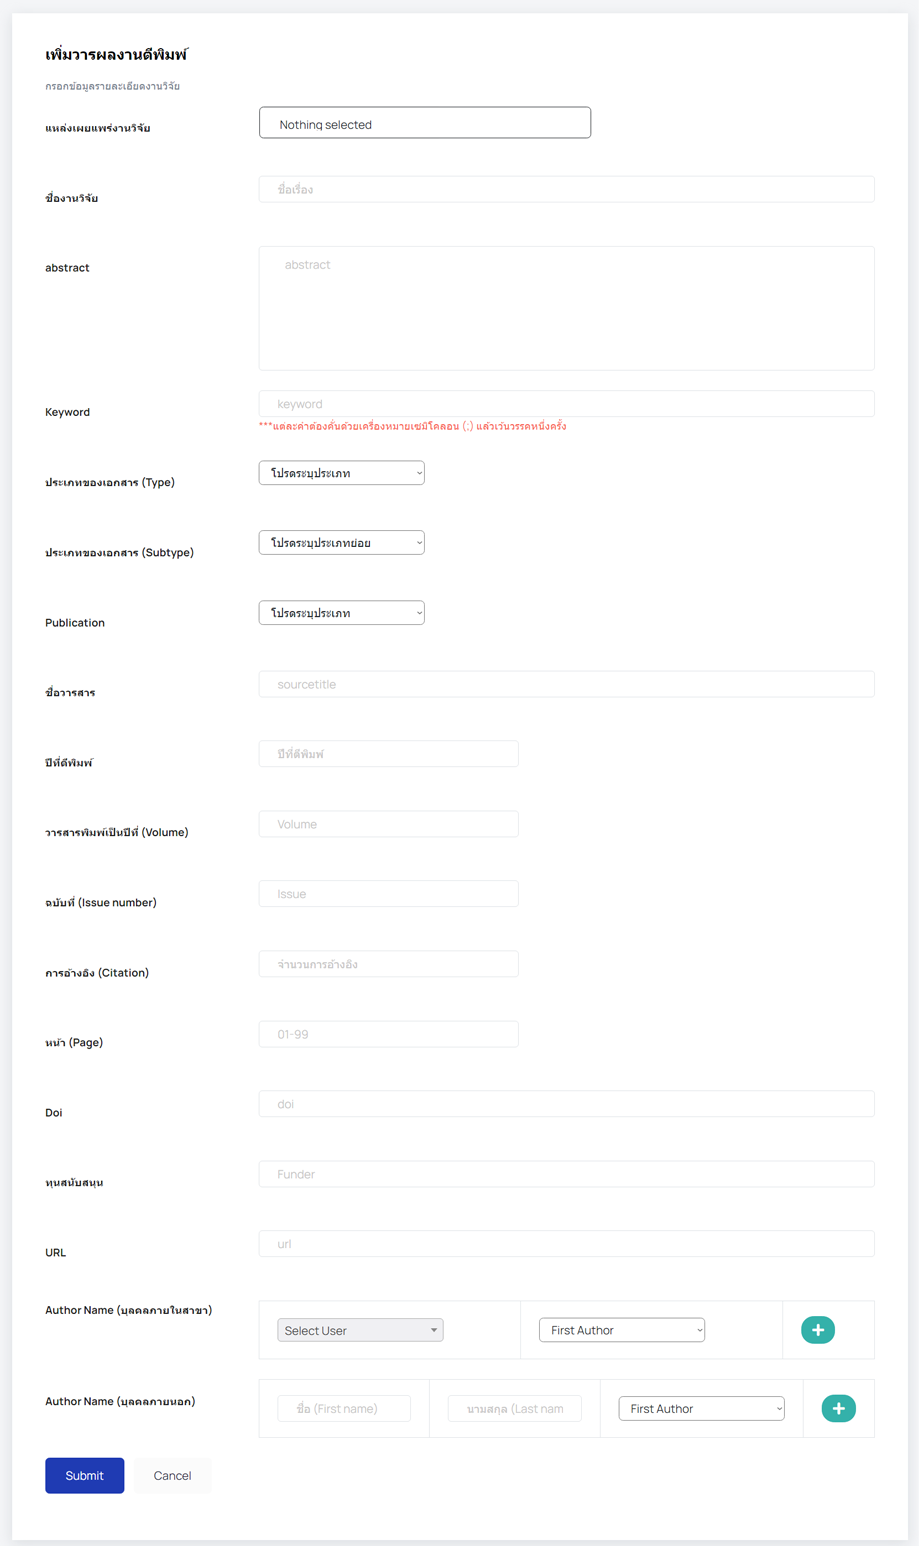 เพิ่มวารผลงานตีพิมพ์
กรอกข้อมูลรายละเอียดงานวิจัย
แหล่งเผยแพร่งานวิจัย
Nothing selected
ชื่องานวิจัย
ชื่อเรื่อง
abstract
abstract
Keyword
keyword
***แต่ละคำต้องคั่นด้วยเครื่องหมายเซมิโคลอน (;) แล้วเว้นวรรคหนึ่งครั้ง
ประเภทของเอกสาร (Type)
โปรดระบุประเภท
ประเภทของเอกสาร (Subtype)
โปรดระบุประเภทย่อย
Publication
โปรดระบุประเภท
ชื่อวารสาร
sourcetitle
ปีที่ตีพิมพ์
ปีที่ตีพิมพ์
วารสารพิมพ์เป็นปีที่ (Volume)
Volume
ฉบับที่ (Issue number)
Issue
การอ้างอิง (Citation)
จำนวนการอ้างอิง
หน้า (Page)
01-99
Doi
doi
ทุนสนับสนุน
Funder
URL
url
Author Name (บุลคลภายในสาขา)
Select User
First Author
Author Name (บุลคลภายนอก)
ชื่อ (First name)
นามสกุล (Last nam
First Author
Submit
Cancel